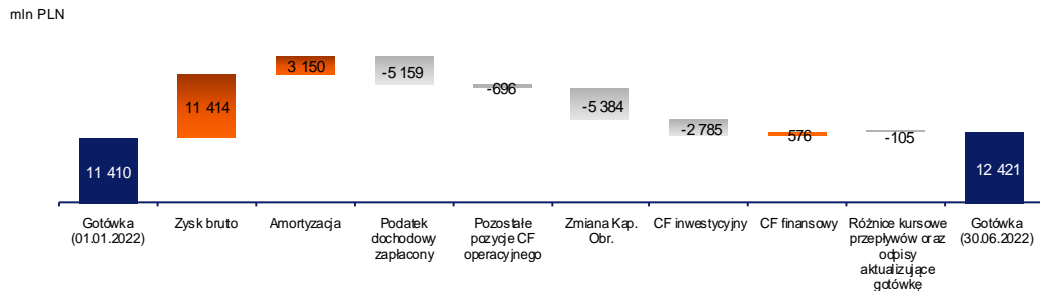 mln PLN
3 150
-5 159
11 414
-696
-5 384
-2 785
576
-105
11 410
12 421
Gotówka
(01.01.2022)
Zysk brutto
Amortyzacja
Podatek
dochodowy
zapłacony
Pozostałe
pozycje CF
operacyjnego
Zmiana Kap.
Obr.
CF inwestycyjny
CF finansowy
Różnice kursowe
przepływów oraz
odpisy
aktualizujące
gotówkę
Gotówka
(30.06.2022)